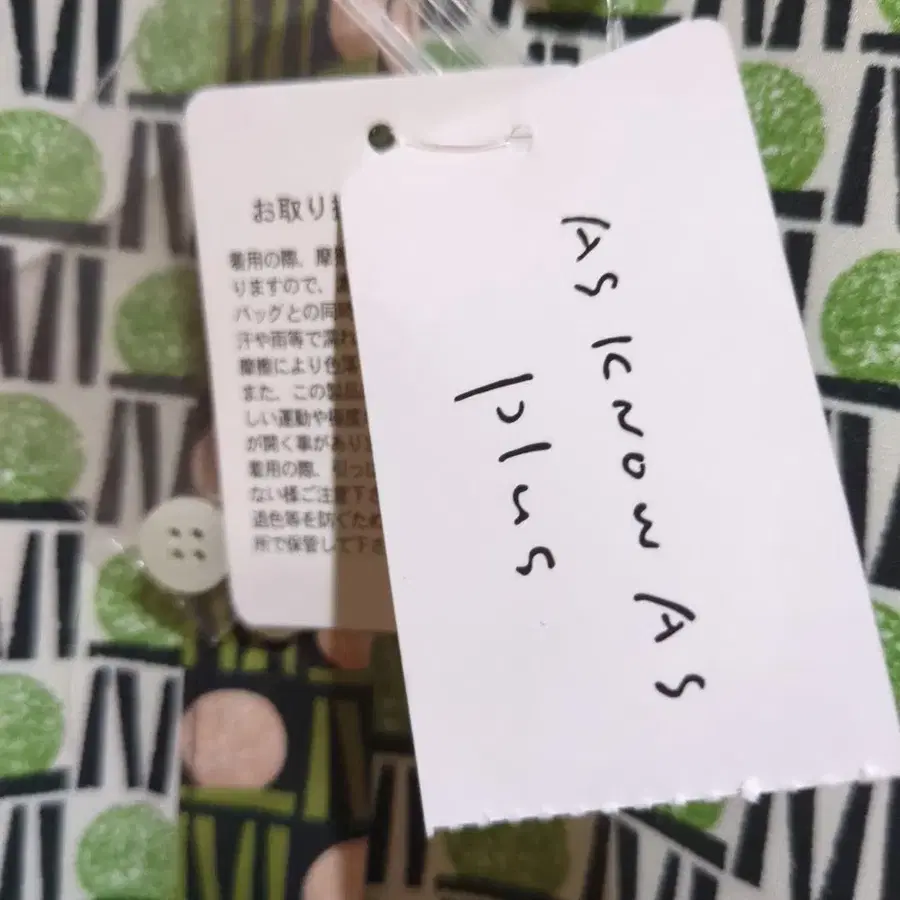 お取り
着用の際、摩擦
りますので、
バッグとの同
汗や雨等で濡れ
摩擦により色落
また、この製品
しい運動や極度
が開く事があり
着用の際、引っ
ない様ご注意下さ
退色等を防ぐため
所で保管して下さ
AS KNOW AS
plus